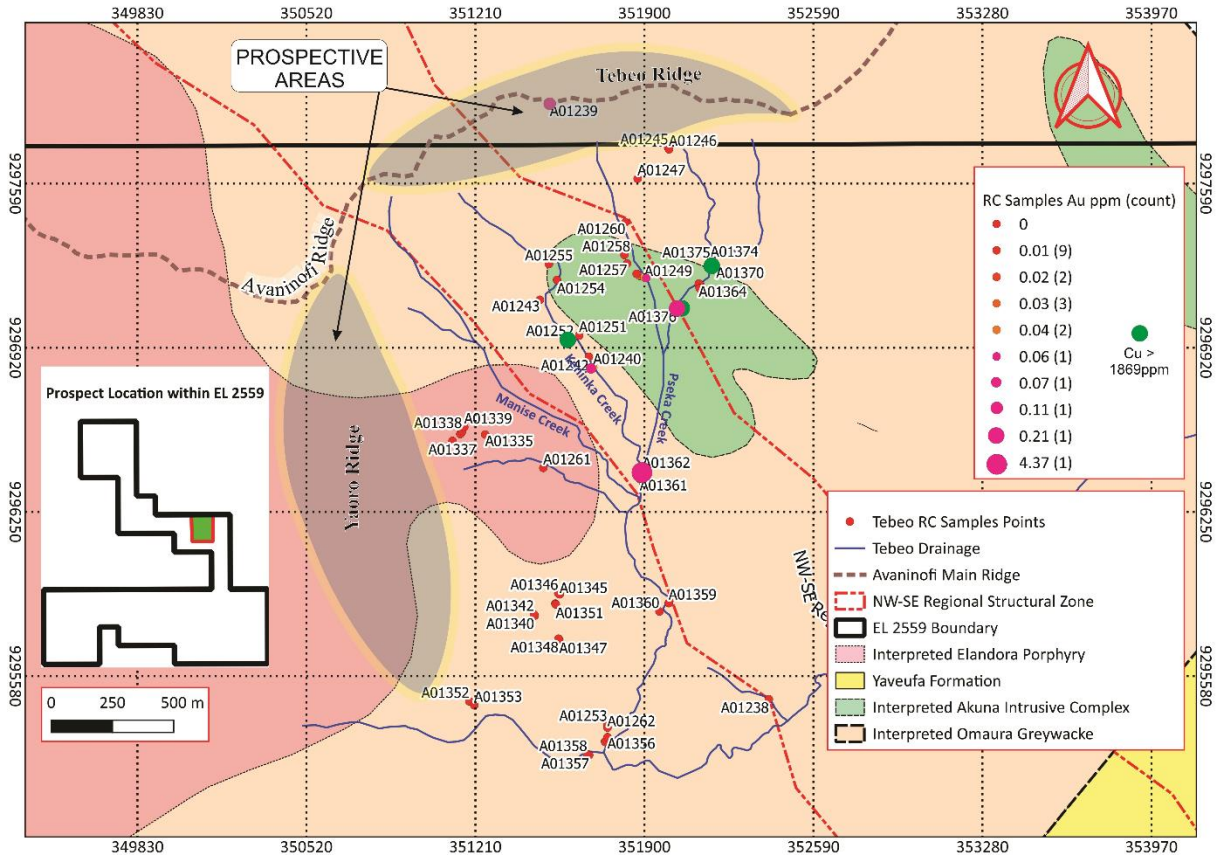 349830 350520 351210 351900 352590 353280 353970
PROSPECTIVE
AREAS
Tebeo Ridge
A01239
A01245 A01246
A01247
9297590
9297590
Avaninofi Ridge
A01260
A01258
A01257
A01255
A01254
A01243
A01375 A01374
A01249
A01370
A01364
A01376
A01252 A01251
A01242 A01240
9296920
9296920
Pseka Creek
Manise Creek
A01339
A01338
A01335
A01337
A01261
A01362
A01361
Yaoro Ridge
9296250
9296250
A01346 A01345
A01342
A01351
A01340
A01348 A01347
A01360 A01359
NW-SE Re
9295580
9295580
A01352 A01353
A01238
A01253 A01262
A01356
A01358
A01357
RC Samples Au ppm (count)
0
0.01 (9)
0.02 (2)
0.03 (3)
0.04 (2)
0.06 (1)
0.07 (1)
0.11 (1)
0.21 (1)
4.37 (1)
Cu >
1869ppm
Tebeo RC Samples Points
Tebeo Drainage
Avaninofi Main Ridge
NW-SE Regional Structural Zone
EL 2559 Boundary
Interpreted Elandora Porphyry
Yaveufa Formation
Interpreted Akuna Intrusive Complex
Interpreted Omaura Greywacke
Prospect Location within EL 2559
0 250 500 m
349830 350520 351210 351900 352590 353280 353970